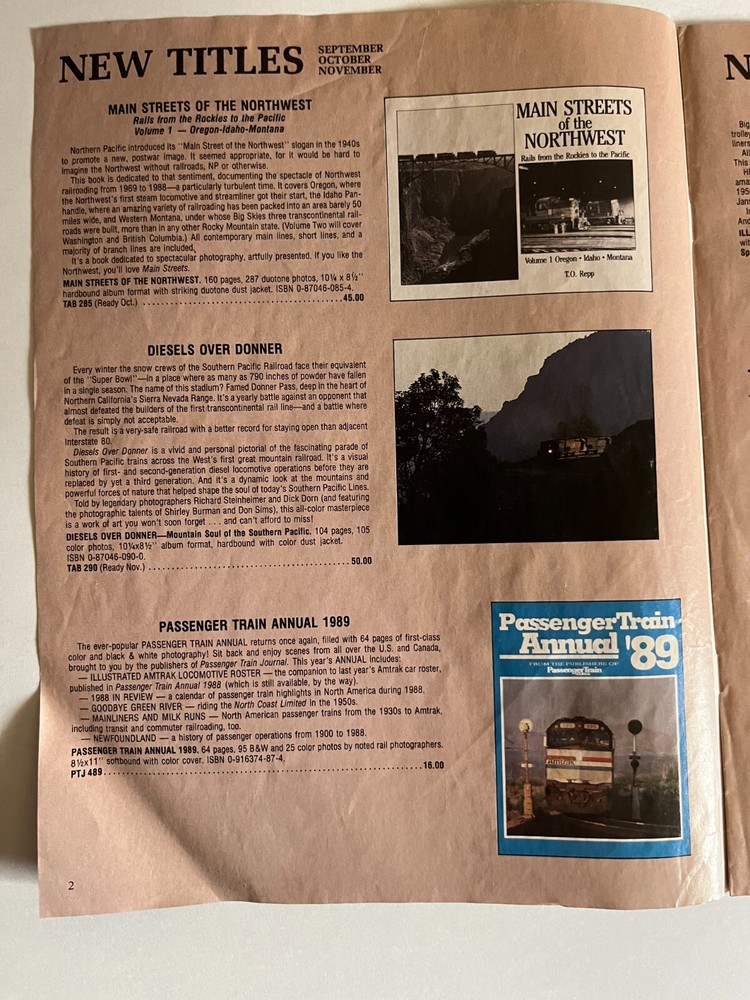 NEW TITLES
SEPTEMBER
OCTOBER
NOVEMBER
MAIN STREETS OF THE NORTHWEST
Rails from the Rockies to the Pacific
Volume 1 — Oregon-Idaho-Montana
Northern Pacific introduced its "Main Street of the Northwest" slogan in the 1940s
to promote a new, postwar image. It seemed appropriate, for it would be hard to
imagine the Northwest without railroads, NP or otherwise.
This book is dedicated to that sentiment, documenting the spectacle of Northwest
railroading from 1969 to 1988—a particularly turbulent time. It covers Oregon, where
the Northwest's first steam locomotive and streamliner got their start, the Idaho Pan-
handle, where an amazing variety of railroading has been packed into an area barely 50
miles wide, and Western Montana, under whose Big Skies three transcontinental rail-
roads were built, more than in any other Rocky Mountain state. (Volume Two will cover
Washington and British Columbia.) All contemporary main lines, short lines, and a
majority of branch lines are included.
It's a book dedicated to spectacular photography, artfully presented. If you like the
Northwest, you'll love Main Streets.
MAIN STREETS OF THE NORTHWEST. 160 pages, 287 duotone photos, 10¼ x 8½"
hardbound album format with striking duotone dust jacket. ISBN 0-87046-085-4.
TAB 285 (Ready Oct.) ........................................45.00
MAIN STREETS
of the
NORTHWEST
Rails from the Rockies to the Pacific
Volume 1 Oregon • Idaho • Montana
T.O. Repp
DIESELS OVER DONNER
Every winter the snow crews of the Southern Pacific Railroad face their equivalent
of the "Super Bowl"—in a place where as many as 790 inches of powder have fallen
in a single season. The name of this stadium? Famed Donner Pass, deep in the heart of
Northern California's Sierra Nevada Range. It's a yearly battle against an opponent that
almost defeated the builders of the first transcontinental rail line—and a battle where
defeat is simply not acceptable.
The result is a very-safe railroad with a better record for staying open than adjacent
Interstate 80.
Diesels Over Donner is a vivid and personal pictorial of the fascinating parade of
Southern Pacific trains across the West's first great mountain railroad. It's a visual
history of first- and second-generation diesel locomotive operations before they are
replaced by yet a third generation. And it's a dynamic look at the mountains and
powerful forces of nature that helped shape the soul of today's Southern Pacific Lines.
Told by legendary photographers Richard Steinheimer and Dick Dorn (and featuring
the photographic talents of Shirley Burman and Don Sims), this all-color masterpiece
is a work of art you won't soon forget . . . and can't afford to miss!
DIESELS OVER DONNER—Mountain Soul of the Southern Pacific. 104 pages, 105
color photos, 10¼x8½" album format, hardbound with color dust jacket.
ISBN 0-87046-090-0.
TAB 290 (Ready Nov.) ........................................50.00
PASSENGER TRAIN ANNUAL 1989
The ever-popular PASSENGER TRAIN ANNUAL returns once again, filled with 64 pages of first-class
color and black & white photography! Sit back and enjoy scenes from all over the U.S. and Canada,
brought to you by the publishers of Passenger Train Journal. This year's ANNUAL includes:
— ILLUSTRATED AMTRAK LOCOMOTIVE ROSTER — the companion to last year's Amtrak car roster,
published in Passenger Train Annual 1988 (which is still available, by the way).
— 1988 IN REVIEW — a calendar of passenger train highlights in North America during 1988.
— GOODBYE GREEN RIVER — riding the North Coast Limited in the 1950s.
— MAINLINERS AND MILK RUNS — North American passenger trains from the 1930s to Amtrak,
including transit and commuter railroading, too.
— NEWFOUNDLAND — a history of passenger operations from 1900 to 1988.
PASSENGER TRAIN ANNUAL 1989. 64 pages, 95 B&W and 25 color photos by noted rail photographers.
8½x11" softbound with color cover. ISBN 0-916374-87-4.
PTJ 489........................................16.00
Passenger Train
Annual '89
FROM THE PUBLISHERS OF
Passenger Train
Amtrak
2
N
Big
trolley
liners
All
This
amaz
195
Jans
And
ILL
with
Sp